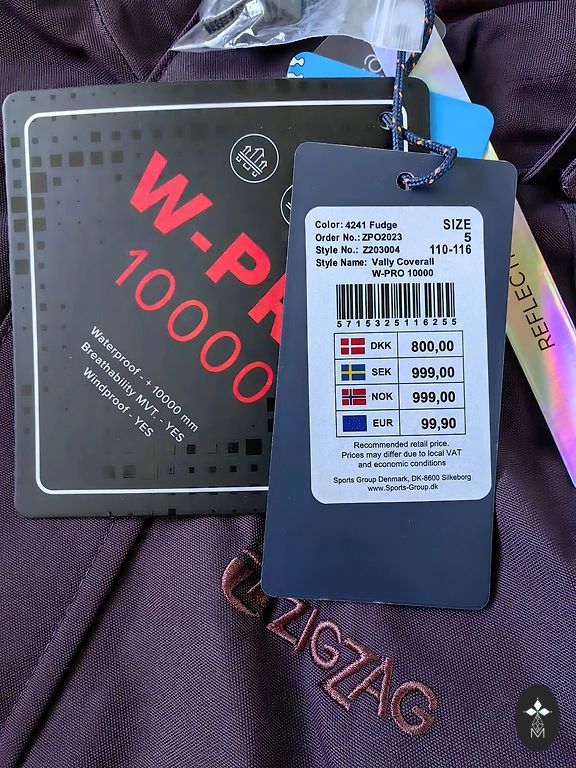 W-PR
10000
Waterproof - + 10000 mm
Breathability MVT. - YES
Windproof - YES
Color: 4241 Fudge
Order No.: ZPO2023
Style No.: Z203004
Style Name: Vally Coverall
W-PRO 10000
SIZE
5
110-116
5715325116255
DKK 800,00
SEK 999,00
NOK 999,00
EUR 99,90
Recommended retail price.
Prices may differ due to local VAT
and economic conditions
Sports Group Denmark, DK-8600 Silkeborg
www.Sports-Group.dk
REFLECTI
ZIGZAG
M